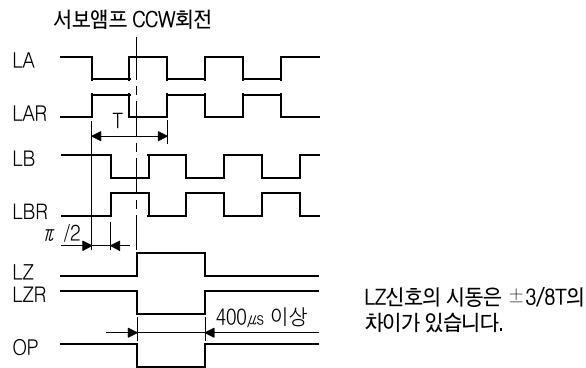 서보앰프 CCW회전
LA
LAR
T
LB
LBR
π /2
LZ
LZR
400μs 이상
OP
LZ신호의 시동은 ±3/8T의
차이가 있습니다.